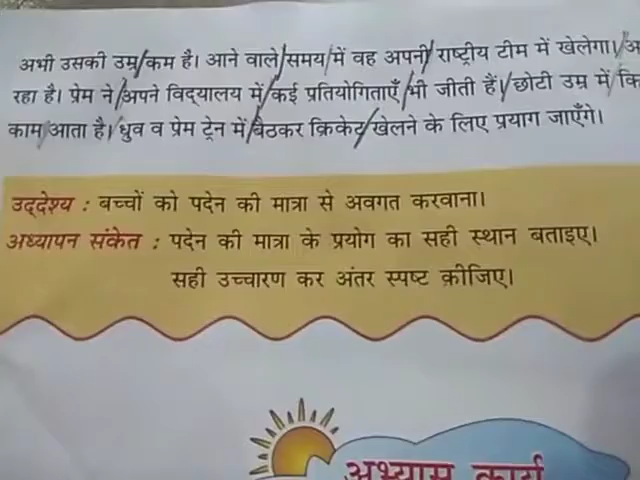 अभी उसकी उम्र कम है। आने वाले समय में वह अपनी राष्ट्रीय टीम में खेलेगा।
रहा है। प्रेम ने अपने विद्यालय में कई प्रतियोगिताएँ भी जीती हैं। छोटी उम्र में
काम आता है। ध्रुव व प्रेम ट्रेन में बैठकर क्रिकेट खेलने के लिए प्रयाग जाएँगे।
उद्देश्य : बच्चों को पदेन की मात्रा से अवगत करवाना।
अध्यापन संकेत : पदेन की मात्रा के प्रयोग का सही स्थान बताइए।
सही उच्चारण कर अंतर स्पष्ट क़ीजिए।
अभ्यास कार्य